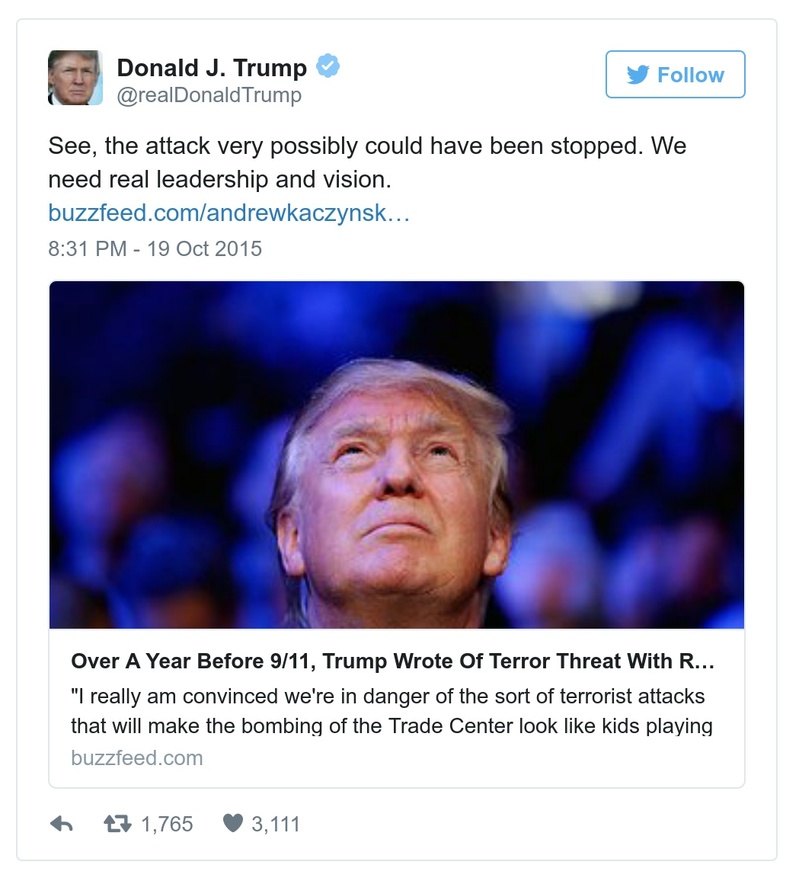 Donald J. Trump
@realDonaldTrump
Follow
See, the attack very possibly could have been stopped. We
need real leadership and vision.
buzzfeed.com/andrewkaczynsk…
8:31 PM - 19 Oct 2015
Over A Year Before 9/11, Trump Wrote Of Terror Threat With R…
"I really am convinced we're in danger of the sort of terrorist attacks
that will make the bombing of the Trade Center look like kids playing
buzzfeed.com
1,765 3,111